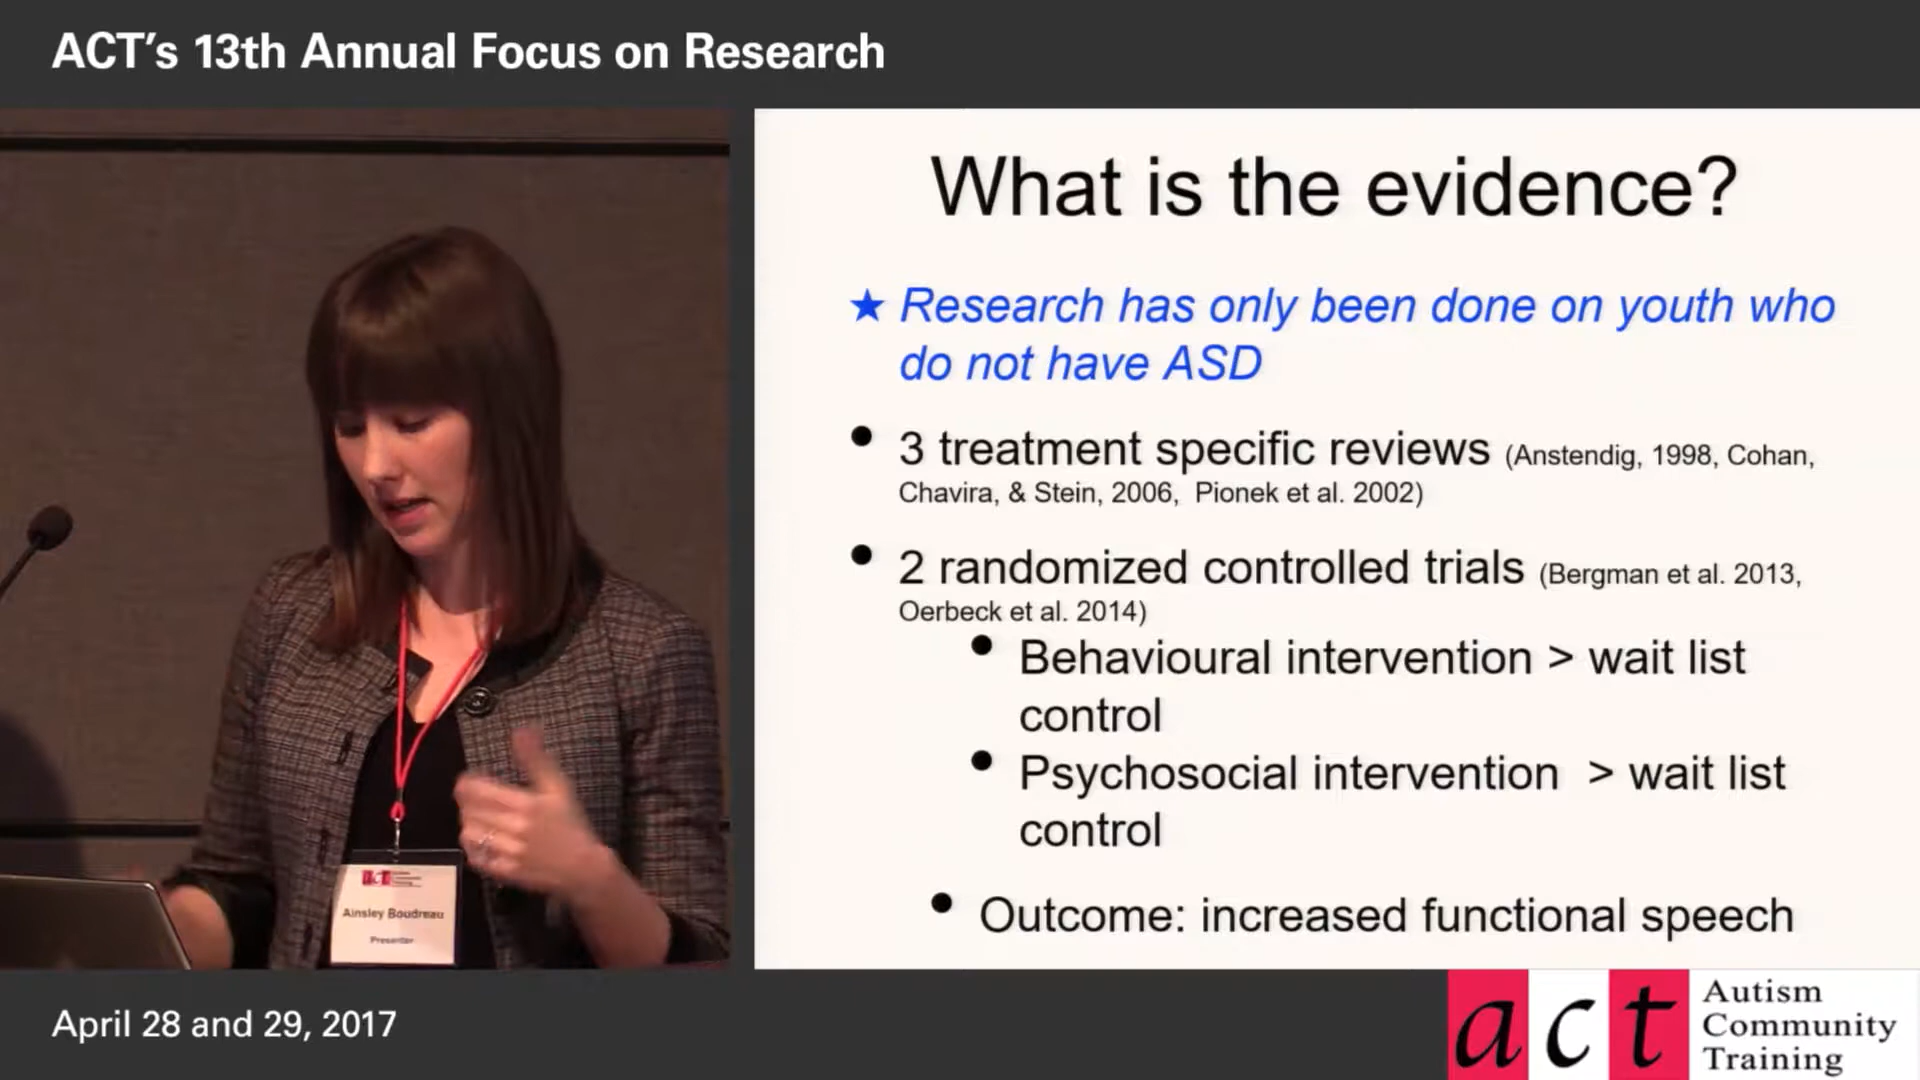 ACT's 13th Annual Focus on Research
What is the evidence?
★ Research has only been done on youth who
do not have ASD
• 3 treatment specific reviews (Anstendig, 1998, Cohan,
Chavira, & Stein, 2006, Pionek et al. 2002)
• 2 randomized controlled trials (Bergman et al. 2013,
Oerbeck et al. 2014)
• Behavioural intervention > wait list
control
• Psychosocial intervention > wait list
control
• Outcome: increased functional speech
act
Ainsley Boudreau
Presenter
April 28 and 29, 2017
act
Autism
Community
Training